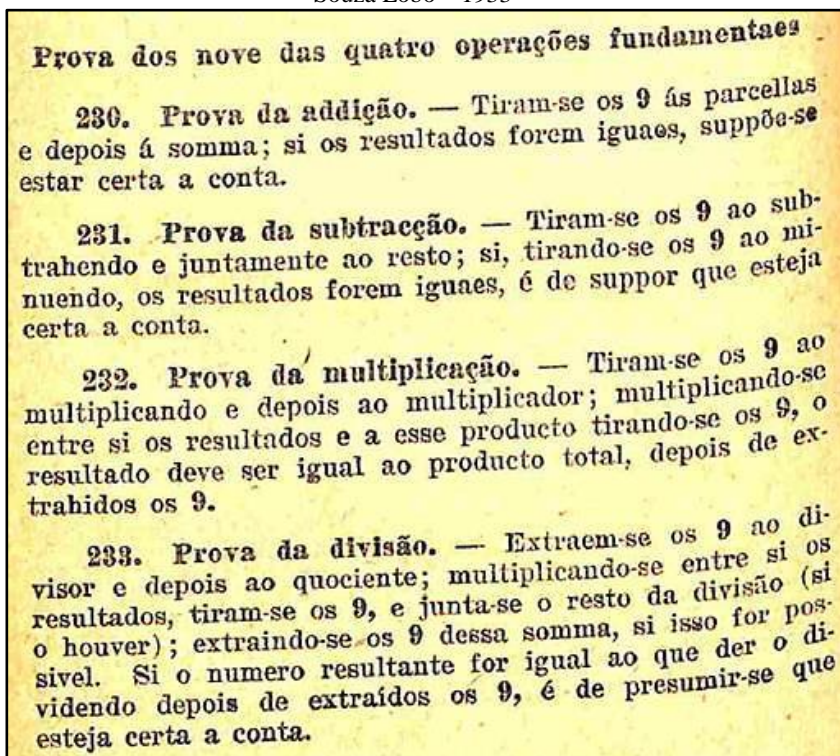 Souza Lobo – 1935
Prova dos nove das quatro operações fundamentaes
230. Prova da addição. — Tiram-se os 9 ás parcellas
e depois á somma; si os resultados forem iguaes, suppõe-se
estar certa a conta.
231. Prova da subtracção. — Tiram-se os 9 ao sub-
trahendo e juntamente ao resto; si, tirando-se os 9 ao mi-
nuendo, os resultados forem iguaes, é de suppor que esteja
certa a conta.
232. Prova da multiplicação. — Tiram-se os 9 ao
multiplicando e depois ao multiplicador; multiplicando-se
entre si os resultados e a esse producto tirando-se os 9, o
resultado deve ser igual ao producto total, depois de ex-
trahidos os 9.
233. Prova da divisão. — Extraem-se os 9 ao di-
visor e depois ao quociente; multiplicando-se entre si os
resultados, tiram-se os 9, e junta-se o resto da divisão (si
o houver); extraindo-se os 9 dessa somma, si isso for pos-
sivel. Si o numero resultante for igual ao que der o di-
videndo depois de extraídos os 9, é de presumir-se que
esteja certa a conta.